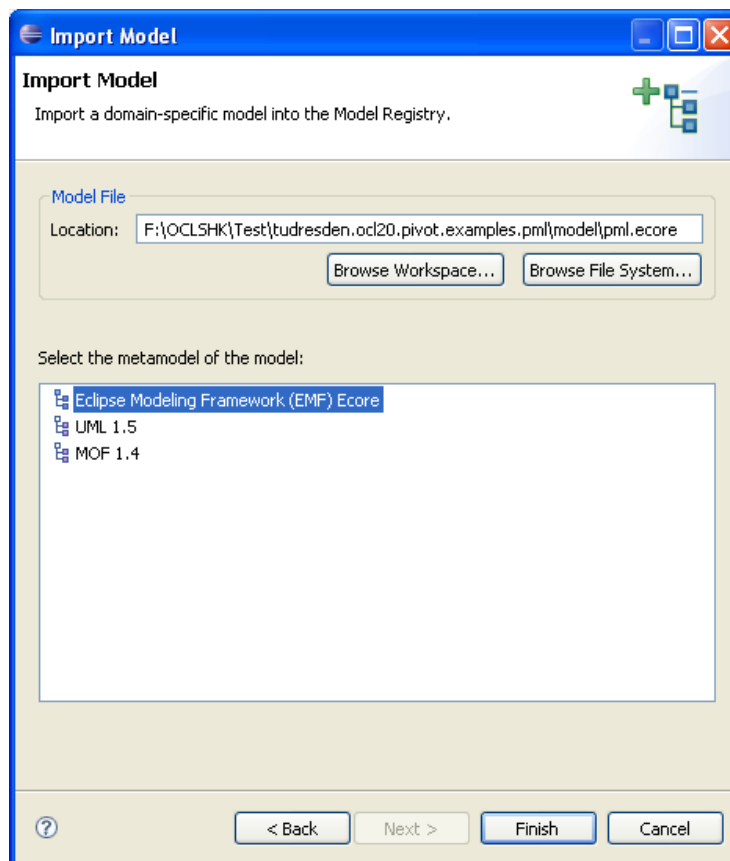 Import Model
Import Model
Import a domain-specific model into the Model Registry.
Model File
Location: F:\OCLSHK\Test\tudresden.ocl20.pivot.examples.pml\model\pml.ecore
Browse Workspace... Browse File System...
Select the metamodel of the model:
Eclipse Modeling Framework (EMF) Ecore
UML 1.5
MOF 1.4
? < Back Next > Finish Cancel